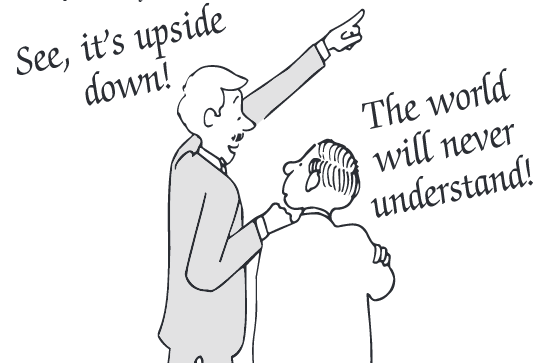 See, it's upside
down!
The world
will never
understand!